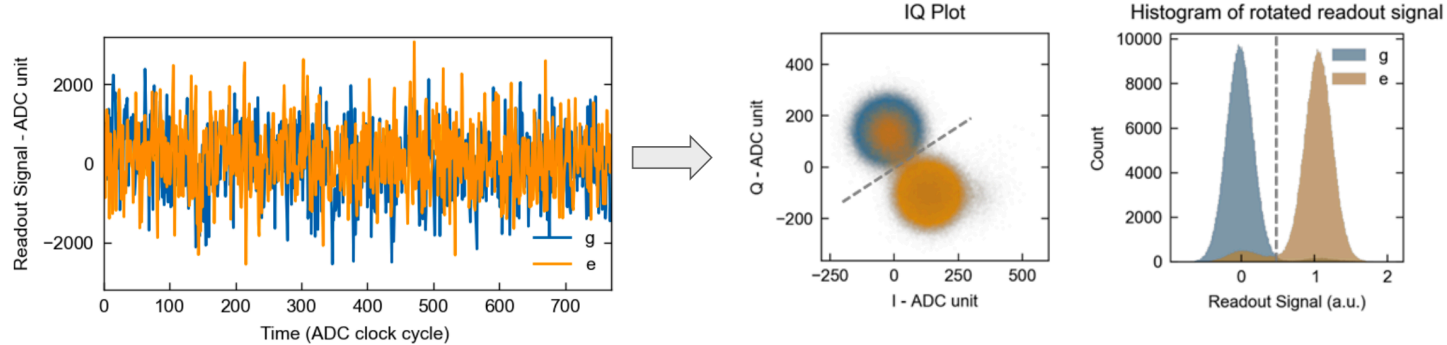 Readout Signal - ADC unit
2000
0
−2000
0 100 200 300 400 500 600 700
Time (ADC clock cycle)
g
e
IQ Plot
Q - ADC unit
400
200
0
−200
−250 0 250 500
I - ADC unit
Histogram of rotated readout signal
Count
10000
8000
6000
4000
2000
0
0 1 2
Readout Signal (a.u.)
g
e